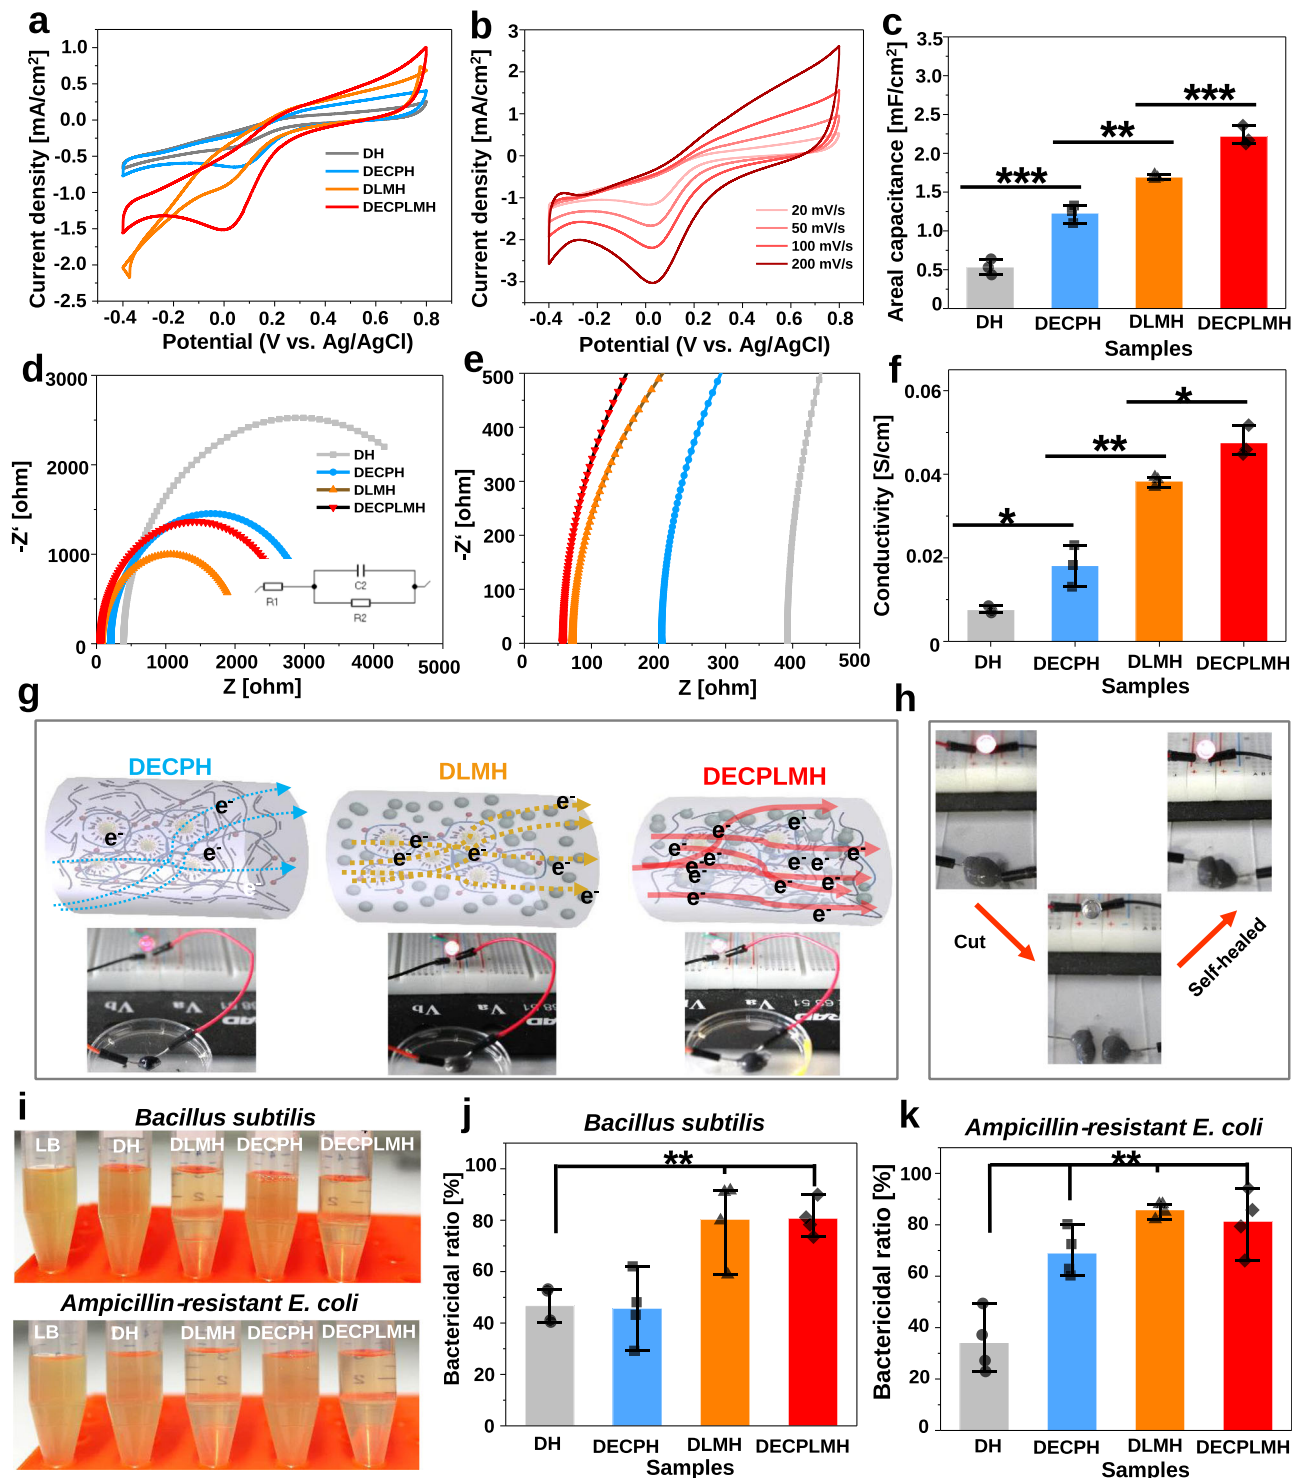 a
Current density [mA/cm²]
1.0
0.5
0.0
-0.5
-1.0
-1.5
-2.0
-2.5
DH
DECPH
DLMH
DECPLMH
-0.4 -0.2 0.0 0.2 0.4 0.6 0.8
Potential (V vs. Ag/AgCl)
b
Current density [mA/cm²]
3
2
1
0
-1
-2
-3
20 mV/s
50 mV/s
100 mV/s
200 mV/s
-0.4 -0.2 0.0 0.2 0.4 0.6 0.8
Potential (V vs. Ag/AgCl)
c
Areal capacitance [mF/cm²]
3.5
3.0
2.5
2.0
1.5
1.0
0.5
0
***
**
***
DH DECPH DLMH DECPLMH
Samples
d
-Z‘ [ohm]
3000
2000
1000
0
DH
DECPH
DLMH
DECPLMH
R1
C2
R2
0 1000 2000 3000 4000 5000
Z [ohm]
e
-Z‘ [ohm]
500
400
300
200
100
0
0 100 200 300 400 500
Z [ohm]
f
Conductivity [S/cm]
0.06
0.04
0.02
0
*
**
*
DH DECPH DLMH DECPLMH
Samples
g
DECPH
e-
e-
e-
DLMH
e-
e-
e-
e-
e-
e-
DECPLMH
e-
e-
e-
e-
e-
e-
e-
e-
e-
e-
e-
e-
Vb Va
Vb Va
Va
h
Cut
Self-healed
i
Bacillus subtilis
LB DH DLMH DECPH DECPLMH
Ampicillin-resistant E. coli
LB DH DLMH DECPH DECPLMH
j
Bacillus subtilis
Bactericidal ratio [%]
100
80
60
40
20
0
**
DH DECPH DLMH DECPLMH
Samples
k
Ampicillin-resistant E. coli
Bactericidal ratio [%]
100
80
60
40
20
0
**
DH DECPH DLMH DECPLMH
Samples